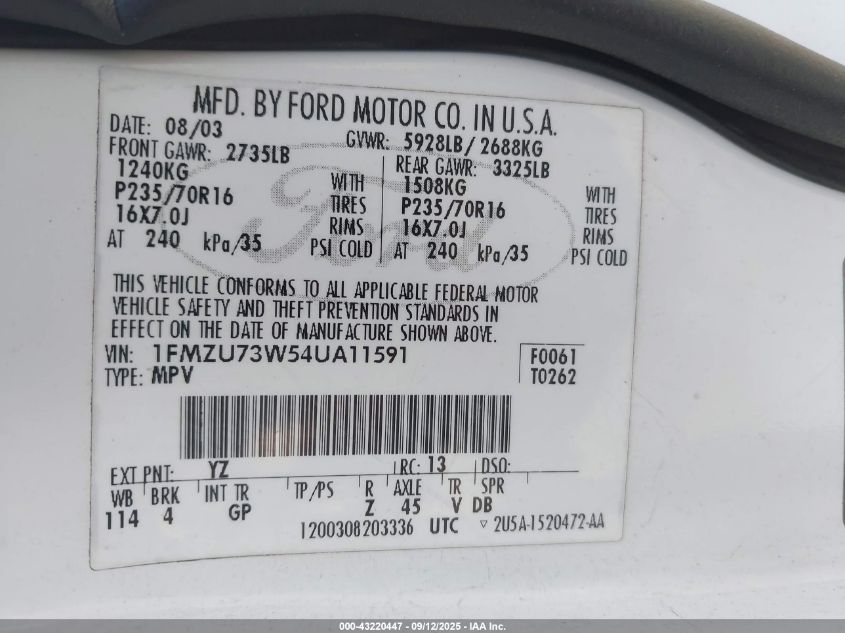 MFD. BY FORD MOTOR CO. IN U.S.A.
DATE: 08/03 GVWR: 5928LB/ 2688KG
FRONT GAWR: 2735LB REAR GAWR: 3325LB
1240KG WITH 1508KG WITH
P235/70R16 TIRES P235/70R16 TIRES
16X7.0J RIMS 16X7.0J RIMS
AT 240 kPa/35 PSI COLD AT 240 kPa/35 PSI COLD
Ford
THIS VEHICLE CONFORMS TO ALL APPLICABLE FEDERAL MOTOR
VEHICLE SAFETY AND THEFT PREVENTION STANDARDS IN
EFFECT ON THE DATE OF MANUFACTURE SHOWN ABOVE.
VIN: 1FMZU73W54UA11591 F0061
TYPE: MPV T0262
EXT PNT: YZ RC: 13 DSO:
WB BRK INT TR TP/PS R AXLE TR SPR
114 4 GP Z 45 V DB
1200308203336 UTC ▽ 2U5A-1520472-AA
000-43220447 - 09/12/2025 - IAA Inc.